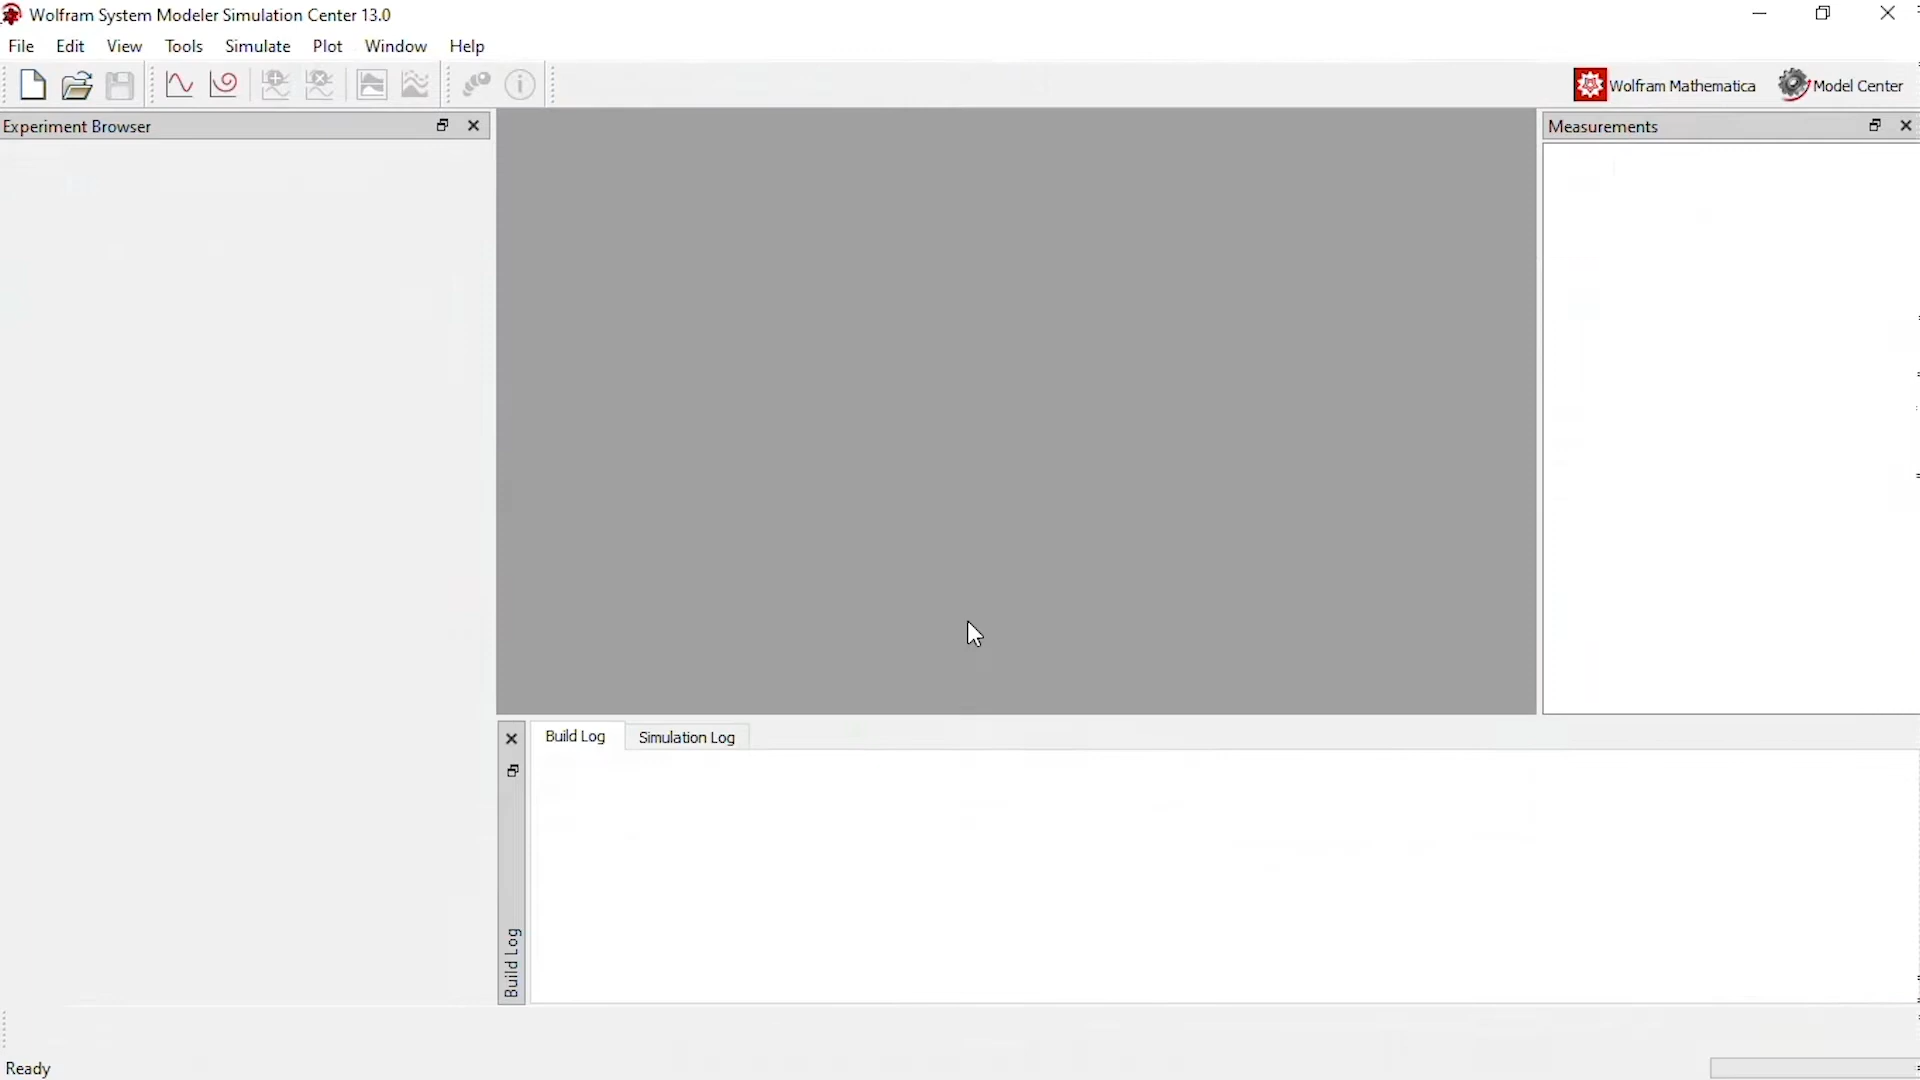 Wolfram System Modeler Simulation Center 13.0
File Edit View Tools Simulate Plot Window Help
Wolfram Mathematica Model Center
Experiment Browser
Measurements
Build Log Simulation Log
Build Log
Ready